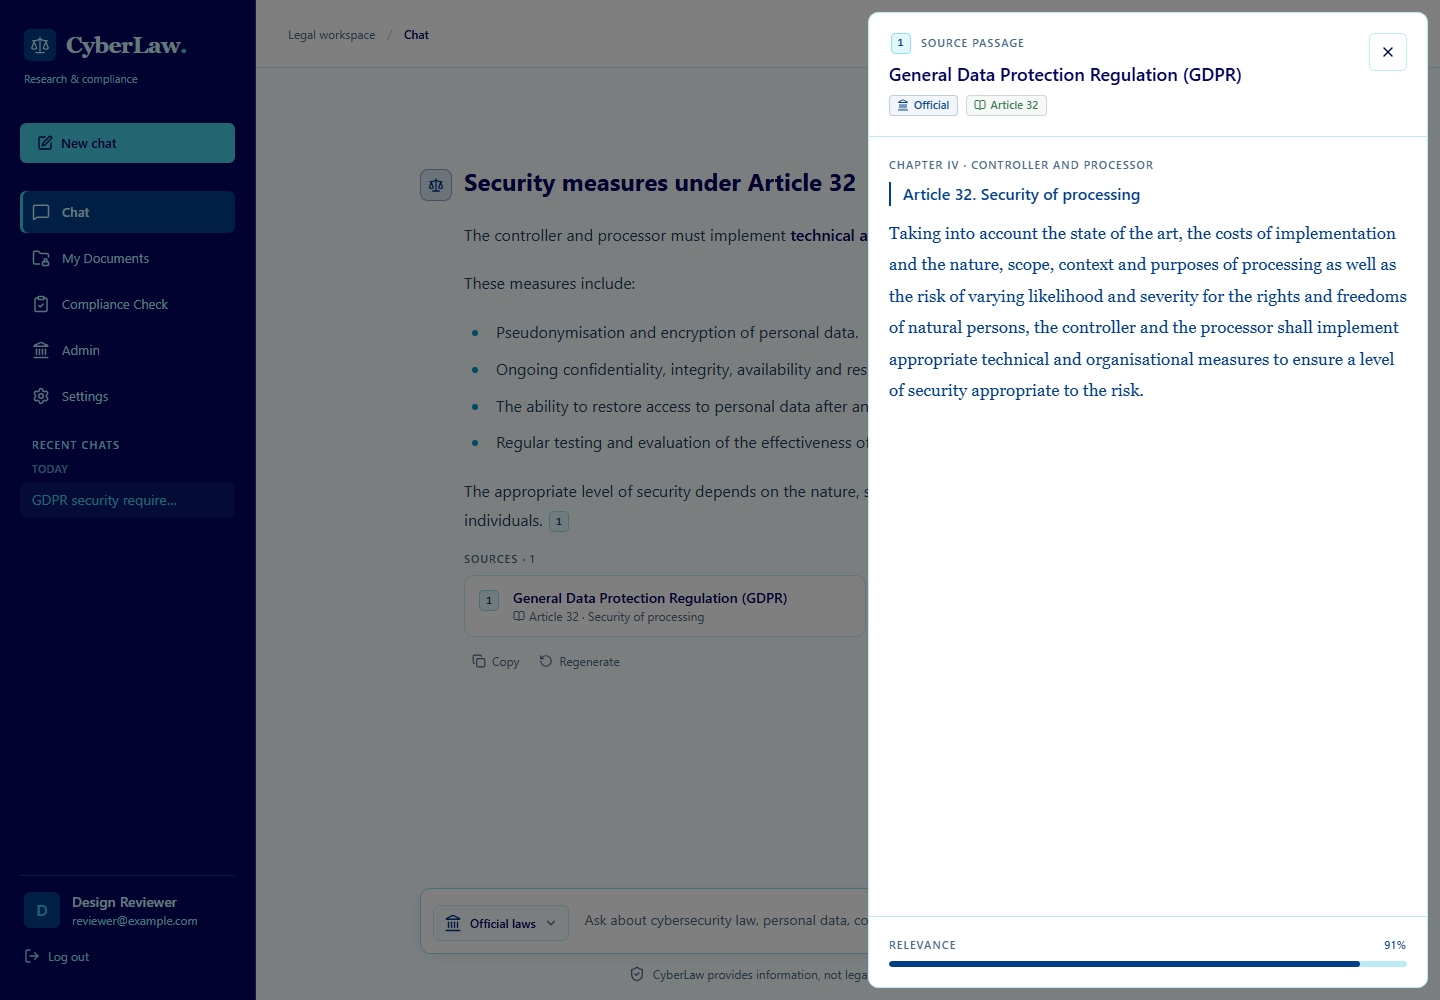 CyberLaw.
Research & compliance
New chat
Chat
My Documents
Compliance Check
Admin
Settings
RECENT CHATS
TODAY
GDPR security require...
D
Design Reviewer
reviewer@example.com
Log out
Legal workspace / Chat
Security measures under Article 32
The controller and processor must implement technical a
These measures include:
Pseudonymisation and encryption of personal data.
Ongoing confidentiality, integrity, availability and res
The ability to restore access to personal data after an
Regular testing and evaluation of the effectiveness of
The appropriate level of security depends on the nature, s
individuals. 1
SOURCES · 1
1 General Data Protection Regulation (GDPR)
Article 32 · Security of processing
Copy Regenerate
Official laws
Ask about cybersecurity law, personal data, co
CyberLaw provides information, not lega
1 SOURCE PASSAGE
General Data Protection Regulation (GDPR)
Official Article 32
CHAPTER IV · CONTROLLER AND PROCESSOR
Article 32. Security of processing
Taking into account the state of the art, the costs of implementation
and the nature, scope, context and purposes of processing as well as
the risk of varying likelihood and severity for the rights and freedoms
of natural persons, the controller and the processor shall implement
appropriate technical and organisational measures to ensure a level
of security appropriate to the risk.
RELEVANCE 91%